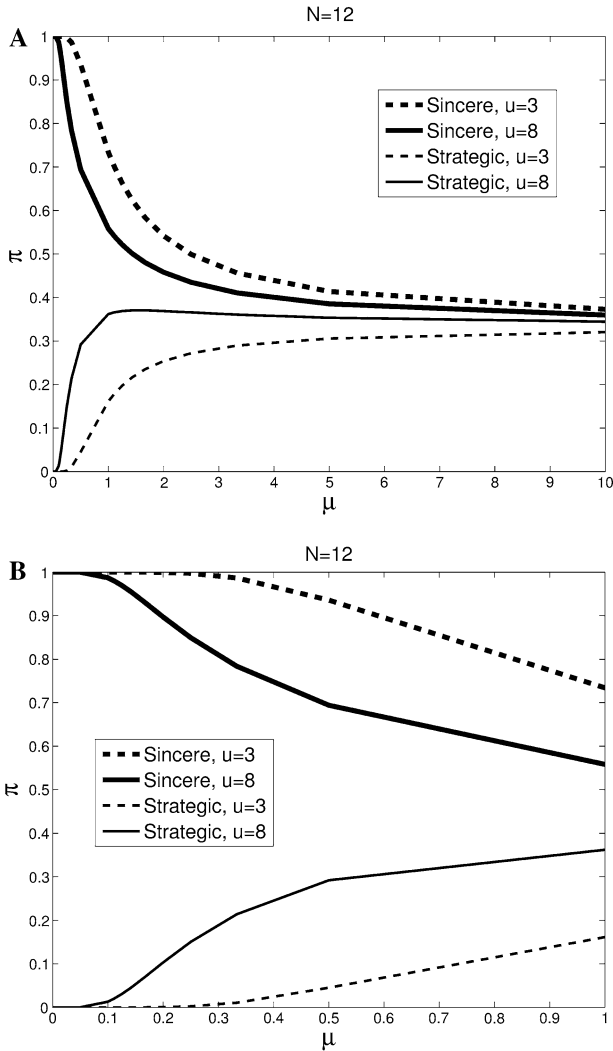 N=12
A
1
0.9
0.8
0.7
0.6
0.5
0.4
0.3
0.2
0.1
0
π
Sincere, u=3
Sincere, u=8
Strategic, u=3
Strategic, u=8
0 1 2 3 4 5 6 7 8 9 10
μ
N=12
B
1
0.9
0.8
0.7
0.6
0.5
0.4
0.3
0.2
0.1
0
π
Sincere, u=3
Sincere, u=8
Strategic, u=3
Strategic, u=8
0 0.1 0.2 0.3 0.4 0.5 0.6 0.7 0.8 0.9 1
μ